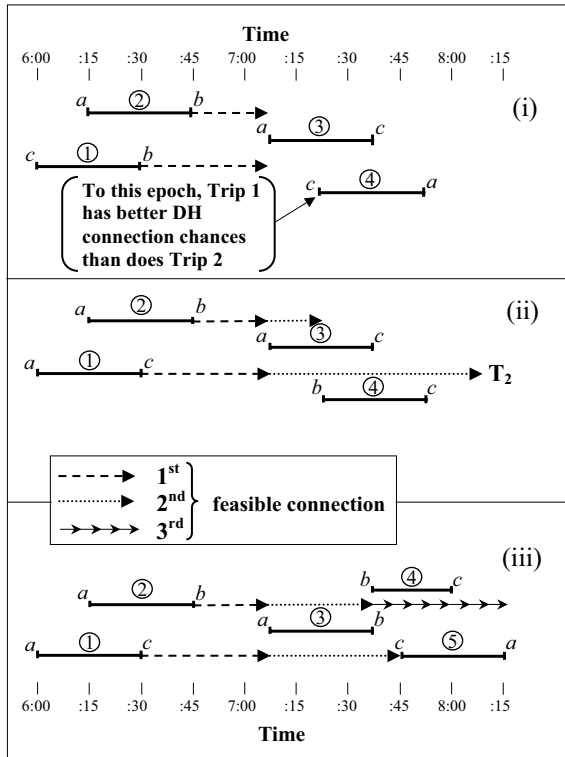 Time
6:00 :15 :30 :45 7:00 :15 :30 :45 8:00 :15
(i)
a ② b
a ③ c
c ① b
c ④ a
To this epoch, Trip 1
has better DH
connection chances
than does Trip 2
(ii)
a ② b
a ③ c
a ① c
T₂
b ④ c
1st
2nd
3rd
feasible connection
(iii)
b ④ c
a ② b
a ③ b
a ① c
c ⑤ a
6:00 :15 :30 :45 7:00 :15 :30 :45 8:00 :15
Time